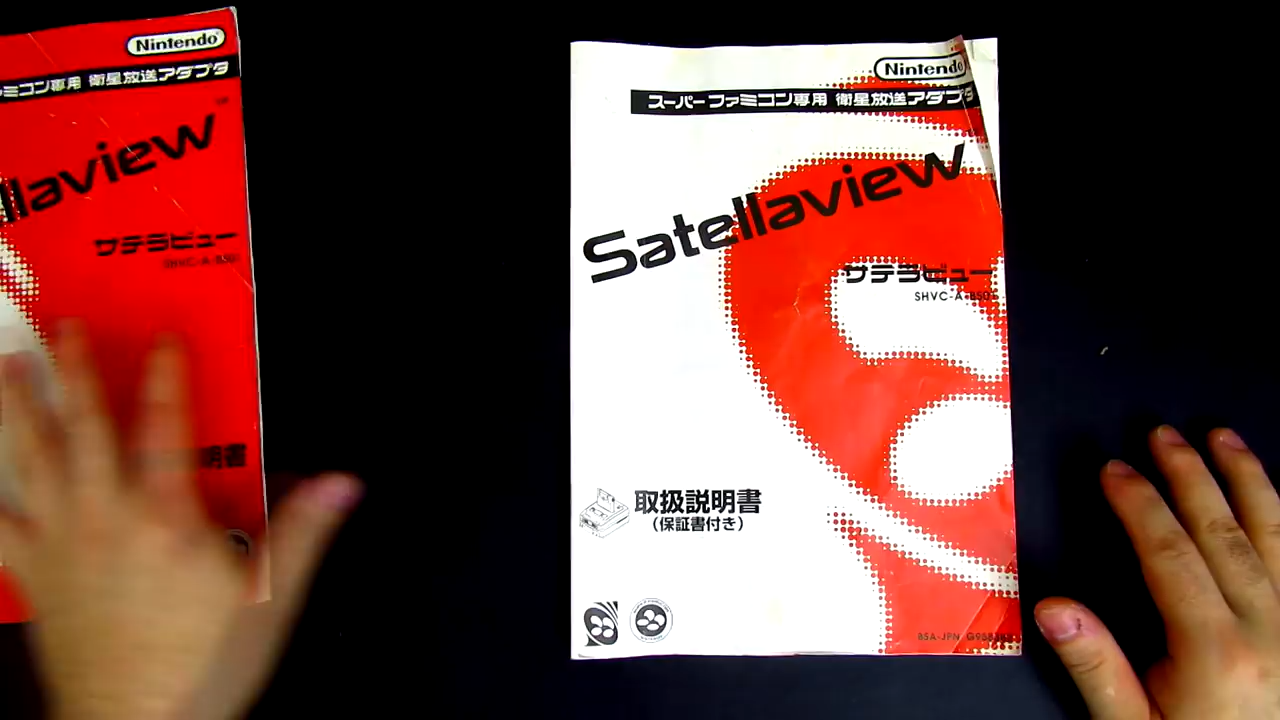 Nintendo
ミコン専用 衛星放送アダプタ
llaview
サテラビュー
明書
Nintendo
スーパーファミコン専用 衛星放送アダプタ
Satellaview
サテラビュー
SHVC-A-BS01
取扱説明書
(保証書付き)
BSA-JPN